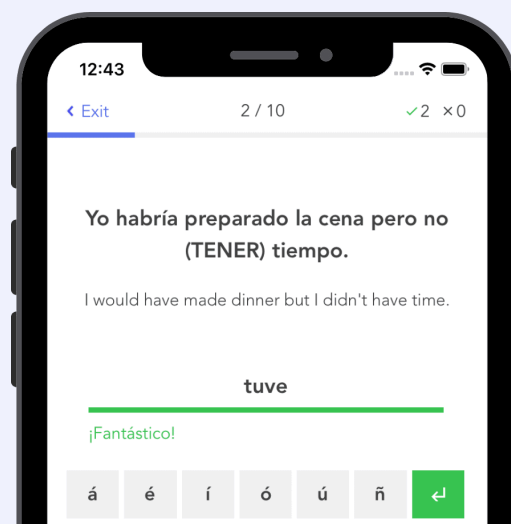 12:43
Exit
2 / 10
✓2 ×0
Yo habría preparado la cena pero no
(TENER) tiempo.
I would have made dinner but I didn't have time.
tuve
¡Fantástico!
á é í ó ú ñ